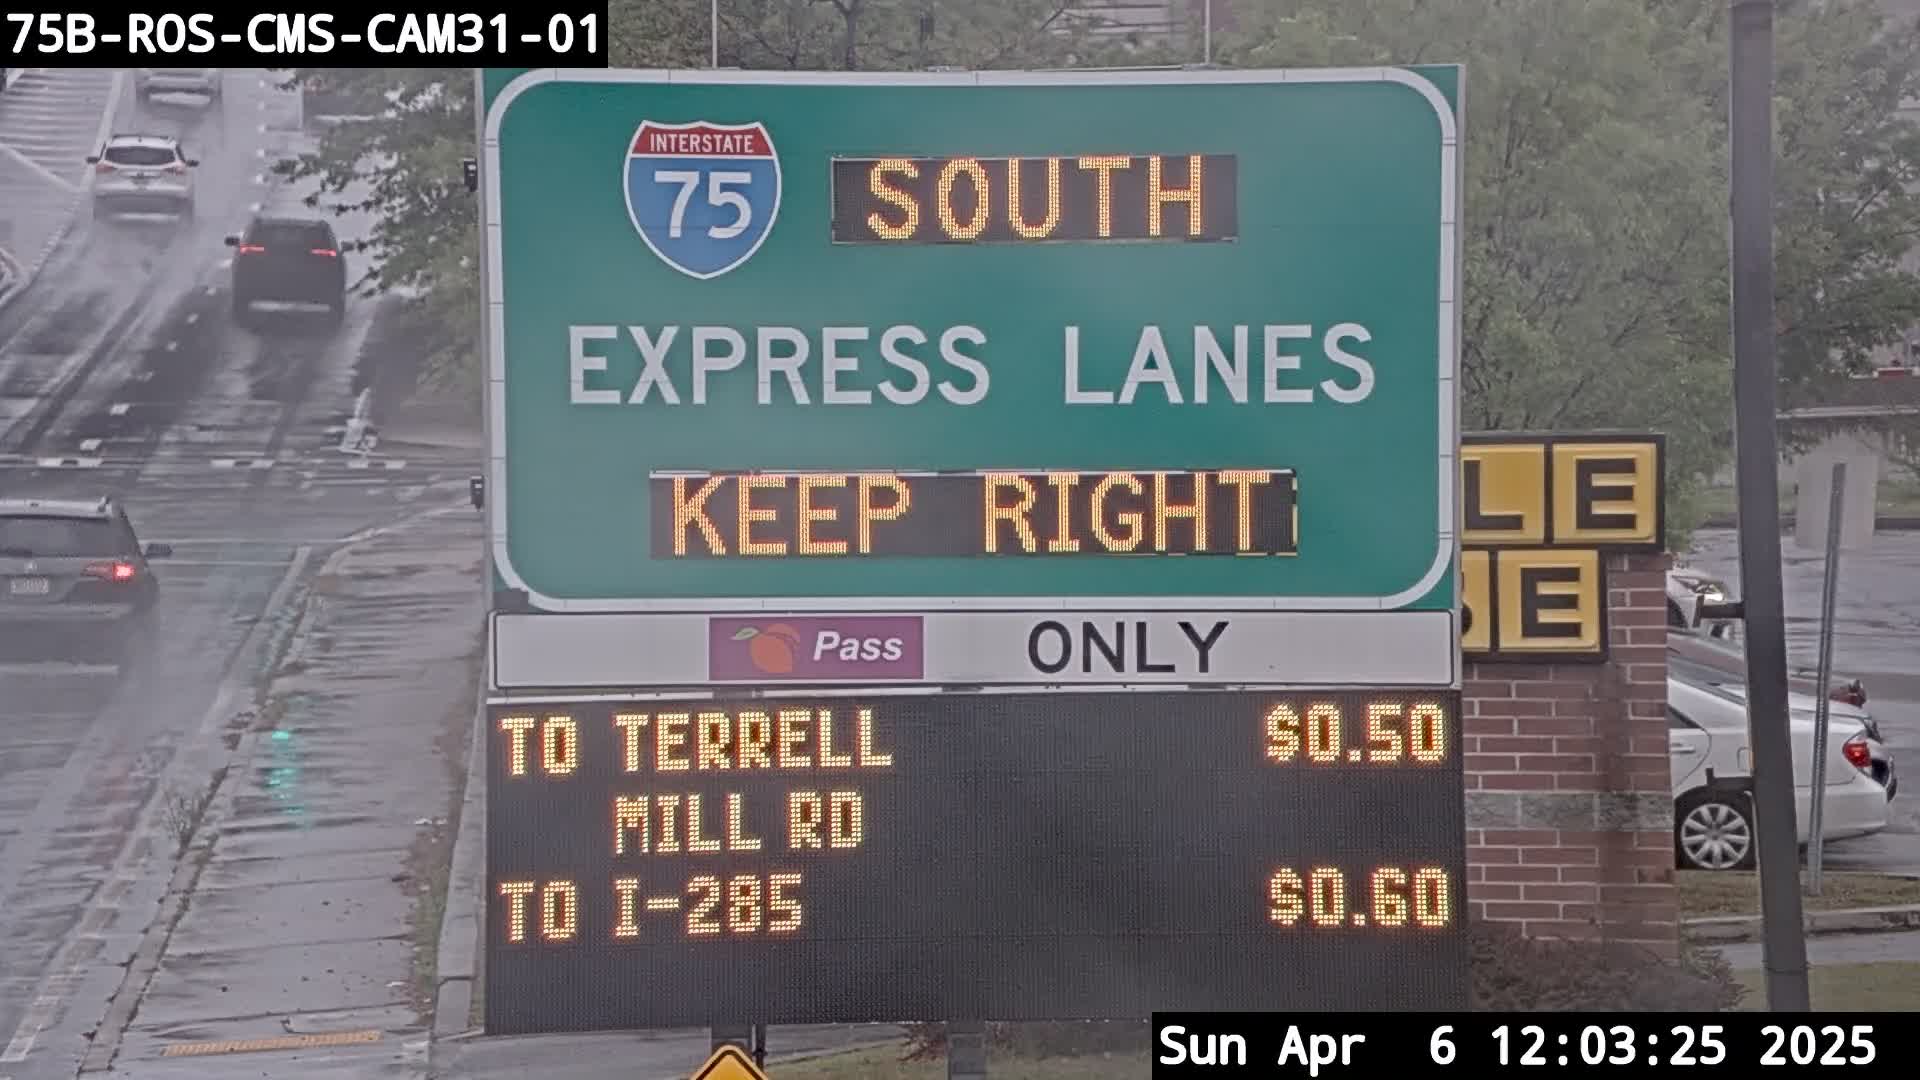 75B-ROS-CMS-CAM31-01
INTERSTATE
75
SOUTH
EXPRESS LANES
KEEP RIGHT
Pass ONLY
TO TERRELL $0.50
MILL RD
TO I-285 $0.60
LE
E
Sun Apr 6 12:03:25 2025